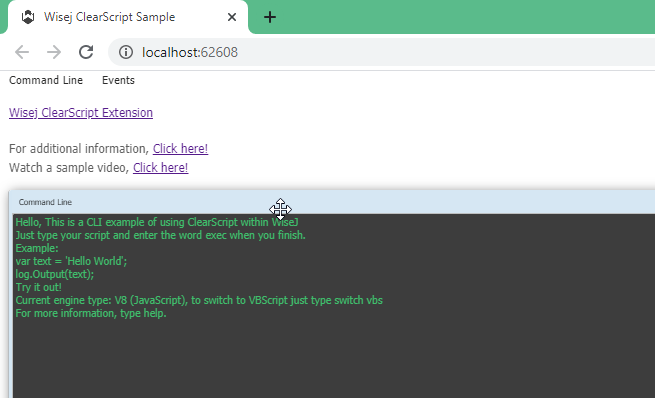 Wisej ClearScript Sample
localhost:62608
Command Line Events
Wisej ClearScript Extension
For additional information, Click here!
Watch a sample video, Click here!
Command Line
Hello, This is a CLI example of using ClearScript within WiseJ
Just type your script and enter the word exec when you finish.
Example:
var text = 'Hello World';
log.Output(text);
Try it out!
Current engine type: V8 (JavaScript), to switch to VBScript just type switch vbs
For more information, type help.